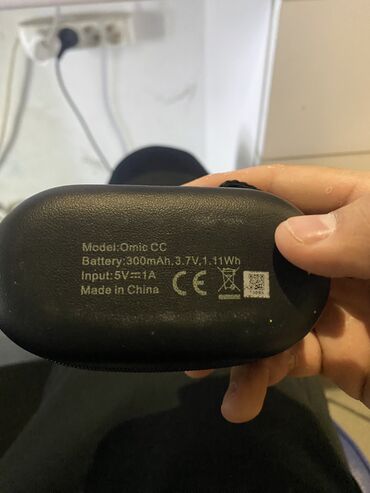 Model:Omic CC
Battery:300mAh,3.7V,1.11Wh
Input:5V⎓1A
Made in China
CE